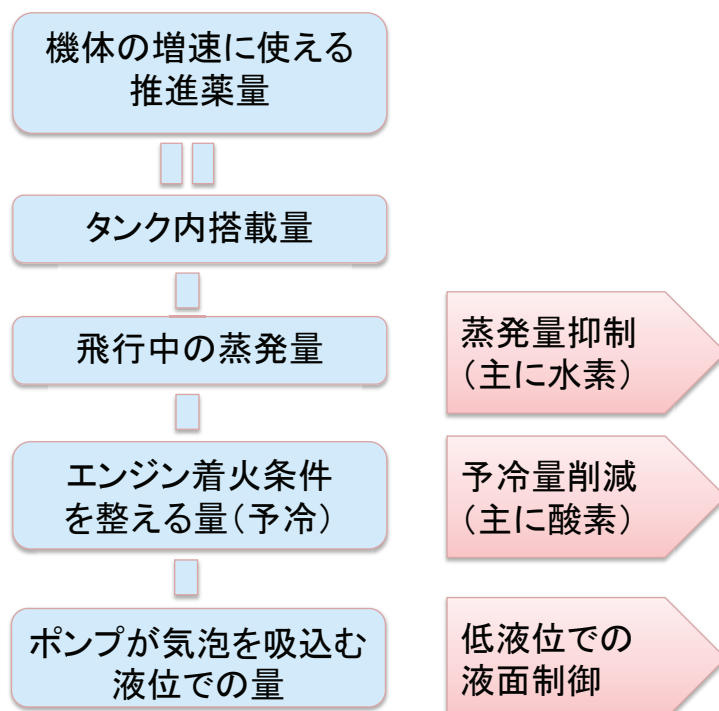 機体の増速に使える
推進薬量
タンク内搭載量
飛行中の蒸発量
蒸発量抑制
(主に水素)
エンジン着火条件
を整える量(予冷)
予冷量削減
(主に酸素)
ポンプが気泡を吸込む
液位での量
低液位での
液面制御